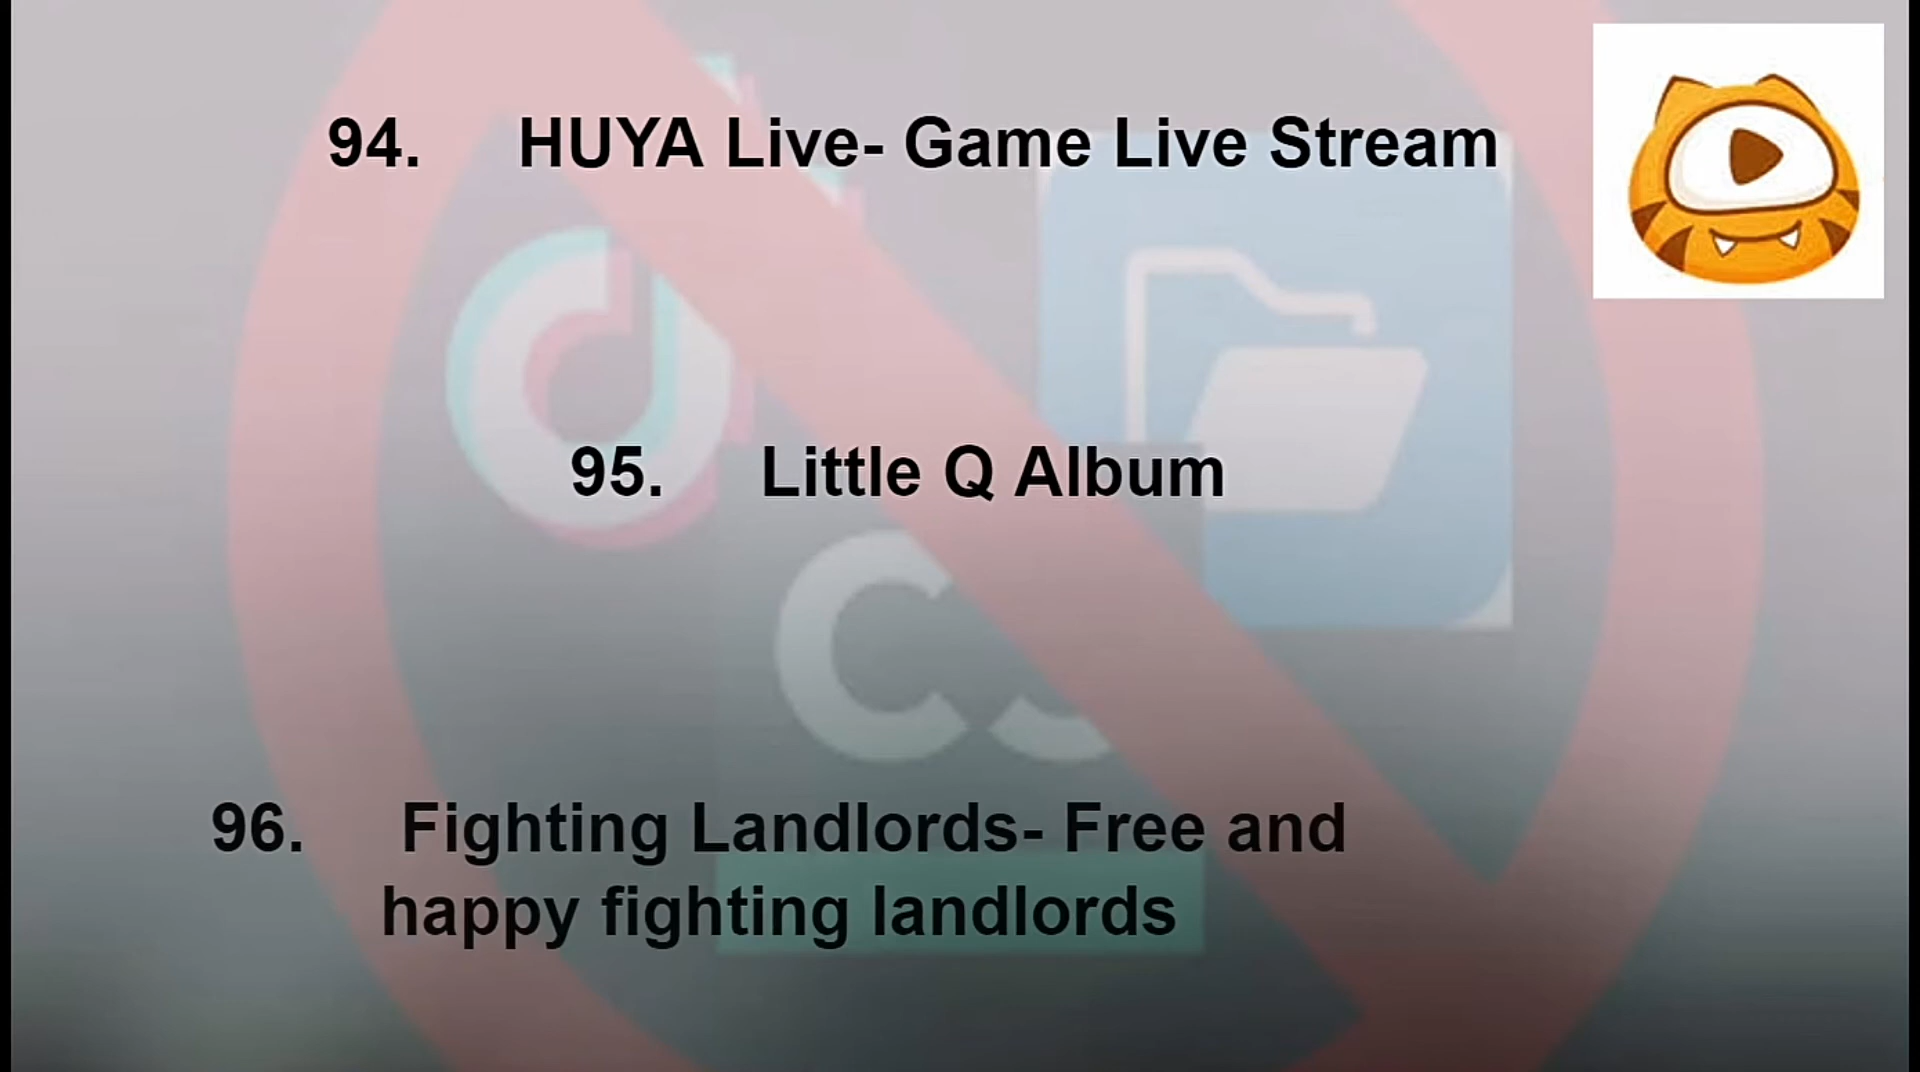 94. HUYA Live- Game Live Stream
95. Little Q Album
96. Fighting Landlords- Free and
happy fighting landlords